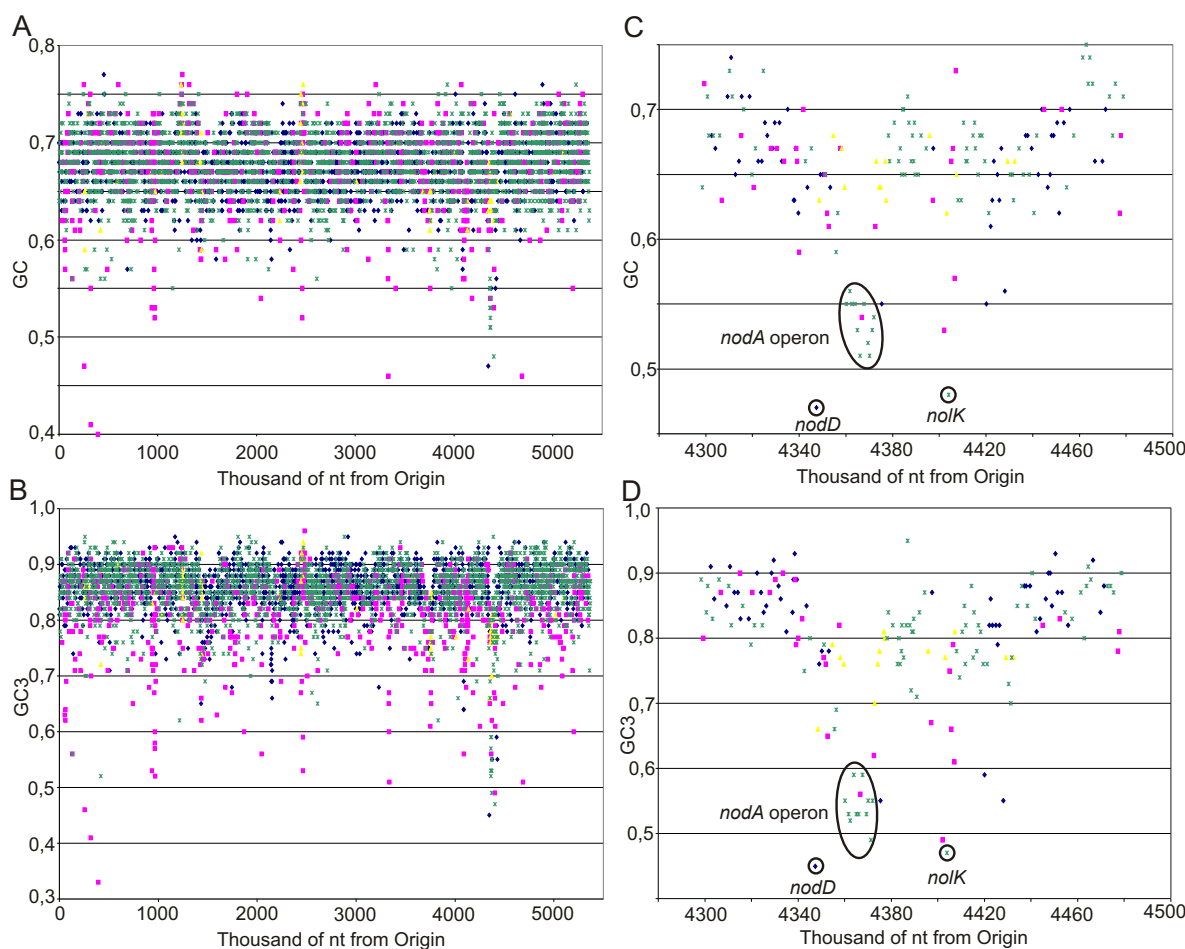 A
0,8
0,7
0,6
0,5
0,4
GC
0
1000
2000
3000
4000
5000
Thousand of nt from Origin
C
0,7
0,6
0,5
GC
nodA operon
nodD
nolK
4300
4340
4380
4420
4460
4500
Thousand of nt from Origin
B
1,0
0,9
0,8
0,7
0,6
0,5
0,4
0,3
GC3
0
1000
2000
3000
4000
5000
Thousand of nt from Origin
D
1,0
0,9
0,8
0,7
0,6
0,5
GC3
nodA operon
nodD
nolK
4300
4340
4380
4420
4460
4500
Thousand of nt from Origin